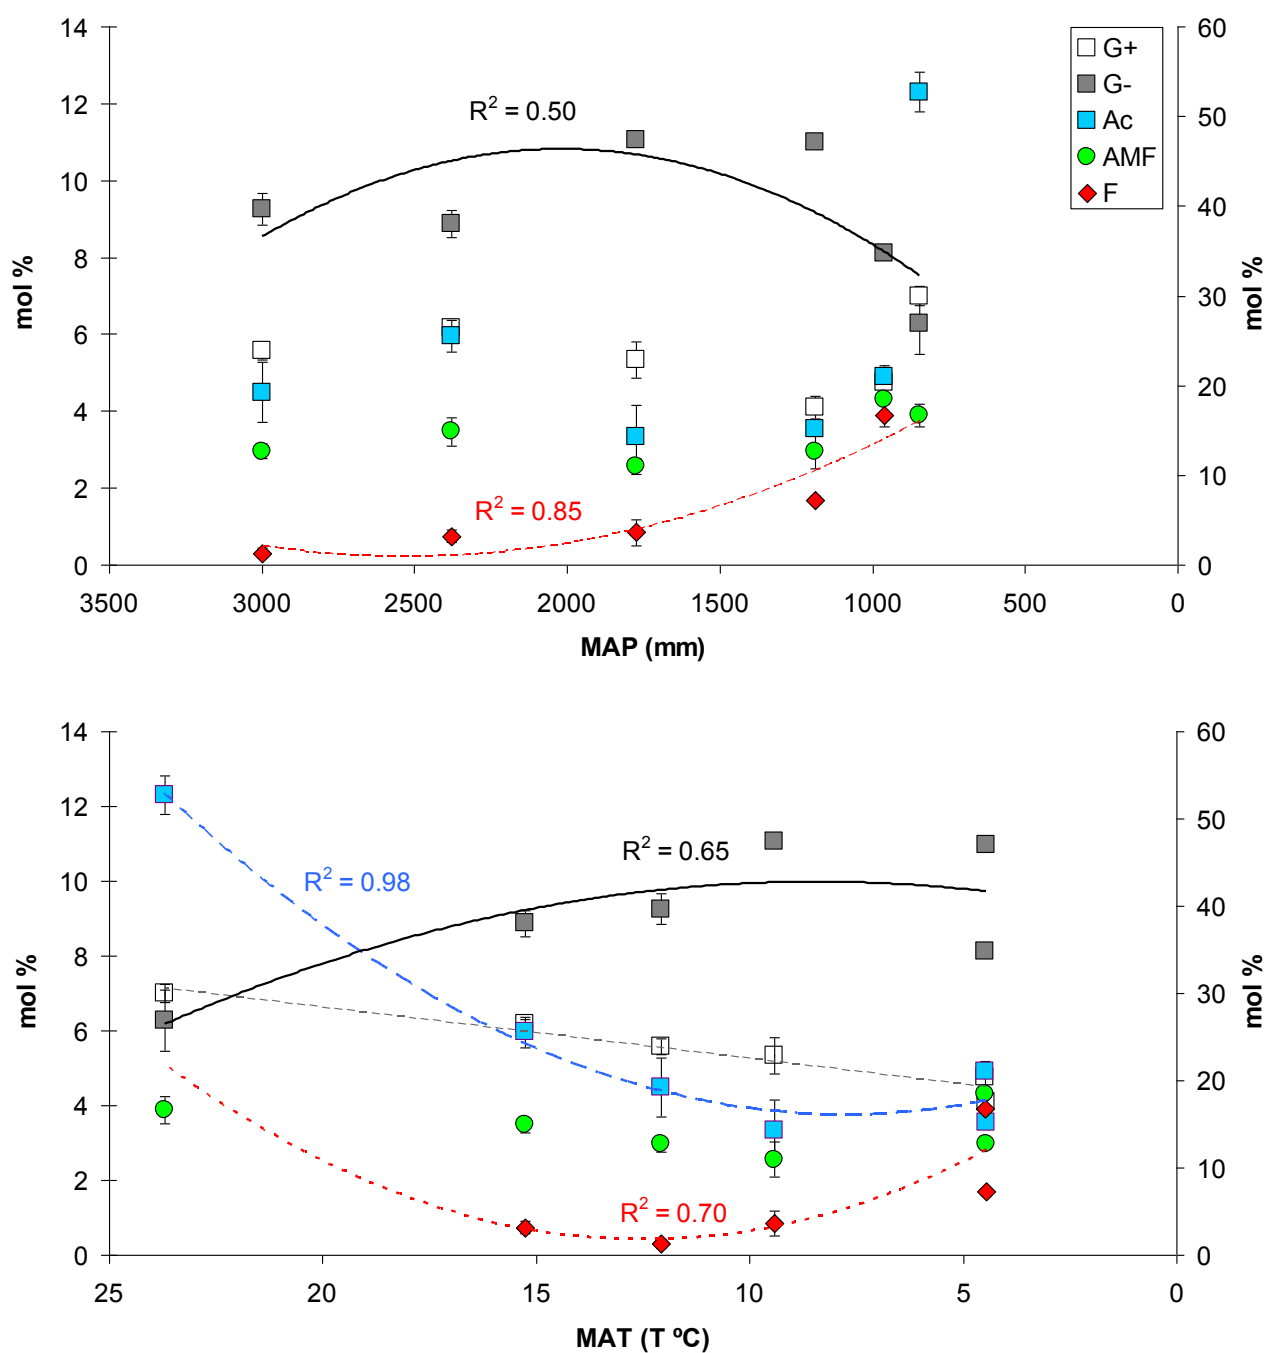 14
12
10
8
6
4
2
0
mol %
60
50
40
30
20
10
0
mol %
G+
G-
Ac
AMF
F
R² = 0.50
R² = 0.85
3500 3000 2500 2000 1500 1000 500 0
MAP (mm)
14
12
10
8
6
4
2
0
mol %
60
50
40
30
20
10
0
mol %
R² = 0.65
R² = 0.98
R² = 0.70
25 20 15 10 5 0
MAT (T ºC)